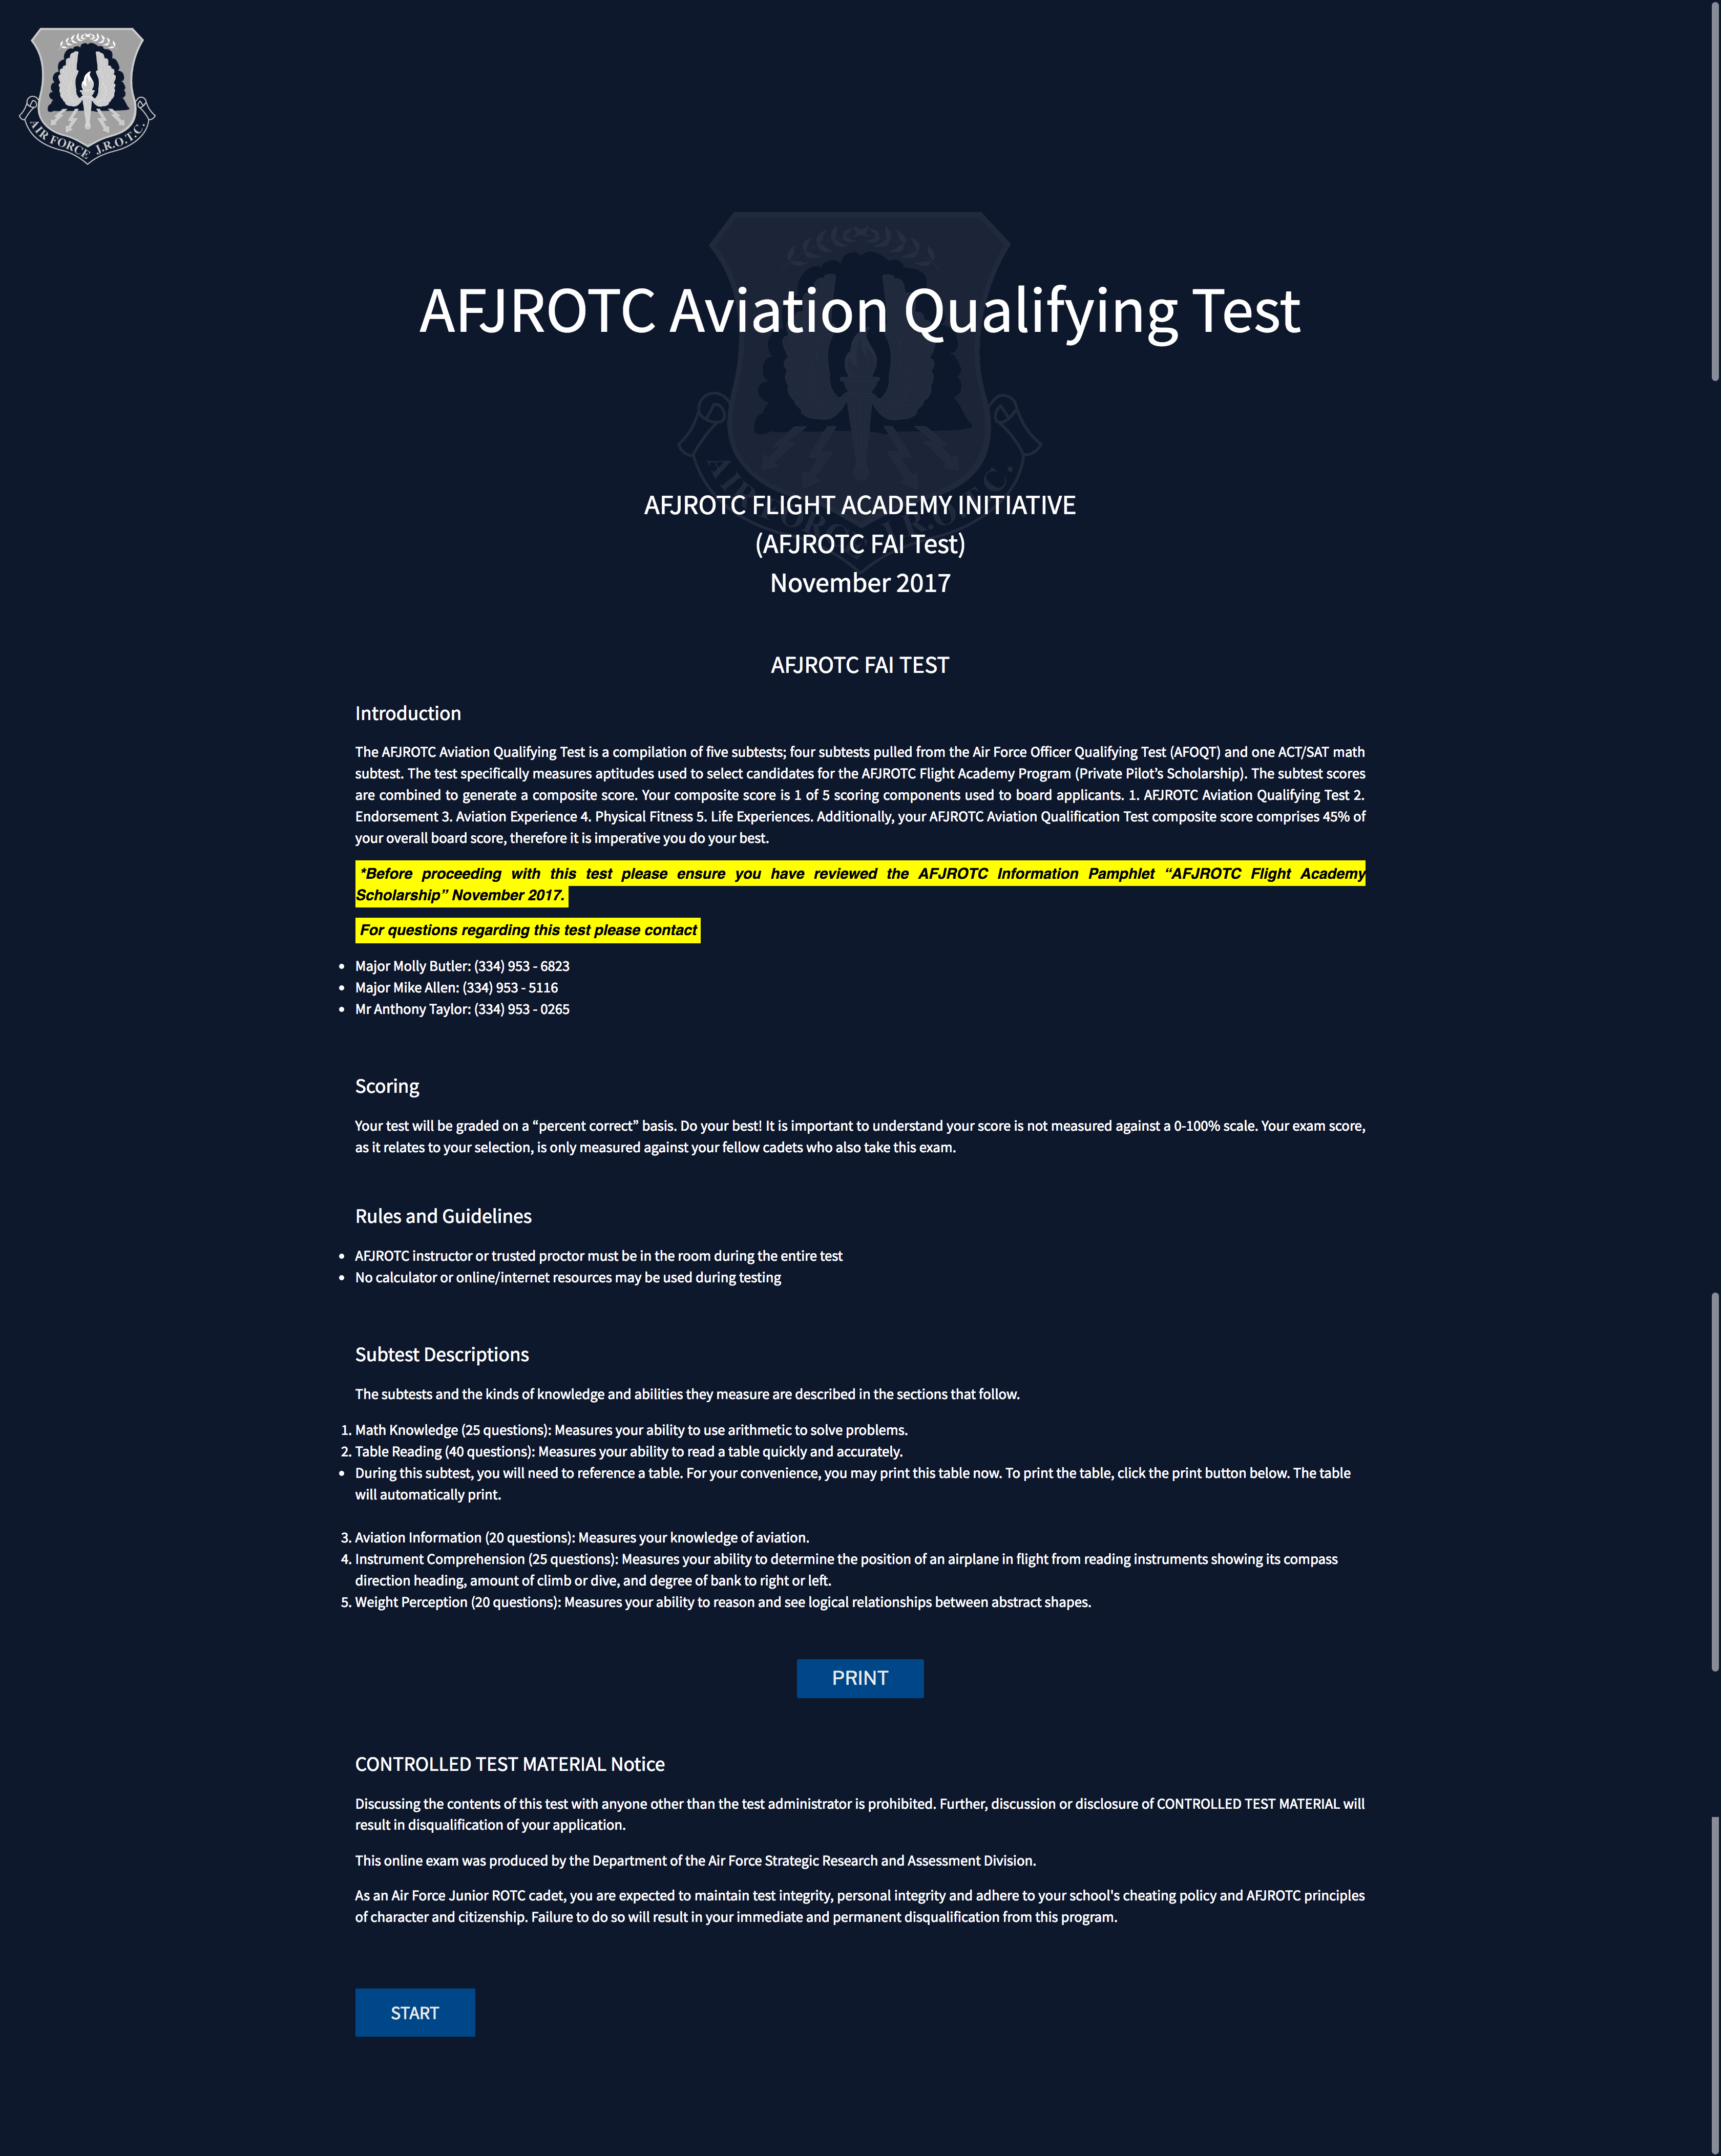 AIR FORCE J.R.O.T.C.
AFJROTC Aviation Qualifying Test
AIR FORCE J.R.O.T.C.
AFJROTC FLIGHT ACADEMY INITIATIVE
(AFJROTC FAI Test)
November 2017
AFJROTC FAI TEST
Introduction
The AFJROTC Aviation Qualifying Test is a compilation of five subtests; four subtests pulled from the Air Force Officer Qualifying Test (AFOQT) and one ACT/SAT math
subtest. The test specifically measures aptitudes used to select candidates for the AFJROTC Flight Academy Program (Private Pilot’s Scholarship). The subtest scores
are combined to generate a composite score. Your composite score is 1 of 5 scoring components used to board applicants. 1. AFJROTC Aviation Qualifying Test 2.
Endorsement 3. Aviation Experience 4. Physical Fitness 5. Life Experiences. Additionally, your AFJROTC Aviation Qualification Test composite score comprises 45% of
your overall board score, therefore it is imperative you do your best.
*Before proceeding with this test please ensure you have reviewed the AFJROTC Information Pamphlet “AFJROTC Flight Academy
Scholarship” November 2017.
For questions regarding this test please contact
• Major Molly Butler: (334) 953 - 6823
• Major Mike Allen: (334) 953 - 5116
• Mr Anthony Taylor: (334) 953 - 0265
Scoring
Your test will be graded on a “percent correct” basis. Do your best! It is important to understand your score is not measured against a 0-100% scale. Your exam score,
as it relates to your selection, is only measured against your fellow cadets who also take this exam.
Rules and Guidelines
• AFJROTC instructor or trusted proctor must be in the room during the entire test
• No calculator or online/internet resources may be used during testing
Subtest Descriptions
The subtests and the kinds of knowledge and abilities they measure are described in the sections that follow.
1. Math Knowledge (25 questions): Measures your ability to use arithmetic to solve problems.
2. Table Reading (40 questions): Measures your ability to read a table quickly and accurately.
• During this subtest, you will need to reference a table. For your convenience, you may print this table now. To print the table, click the print button below. The table
will automatically print.
3. Aviation Information (20 questions): Measures your knowledge of aviation.
4. Instrument Comprehension (25 questions): Measures your ability to determine the position of an airplane in flight from reading instruments showing its compass
direction heading, amount of climb or dive, and degree of bank to right or left.
5. Weight Perception (20 questions): Measures your ability to reason and see logical relationships between abstract shapes.
PRINT
CONTROLLED TEST MATERIAL Notice
Discussing the contents of this test with anyone other than the test administrator is prohibited. Further, discussion or disclosure of CONTROLLED TEST MATERIAL will
result in disqualification of your application.
This online exam was produced by the Department of the Air Force Strategic Research and Assessment Division.
As an Air Force Junior ROTC cadet, you are expected to maintain test integrity, personal integrity and adhere to your school's cheating policy and AFJROTC principles
of character and citizenship. Failure to do so will result in your immediate and permanent disqualification from this program.
START